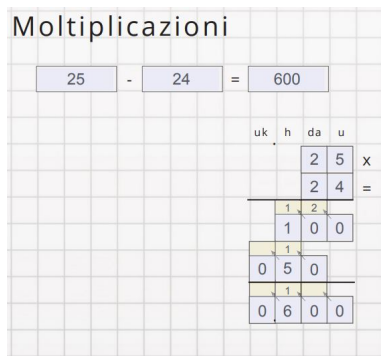 Moltiplicazioni
25 - 24 = 600
uk. h da u
2 5 x
2 4 =
1 2
1 0 0
1
0 5 0
1
0.6 0 0